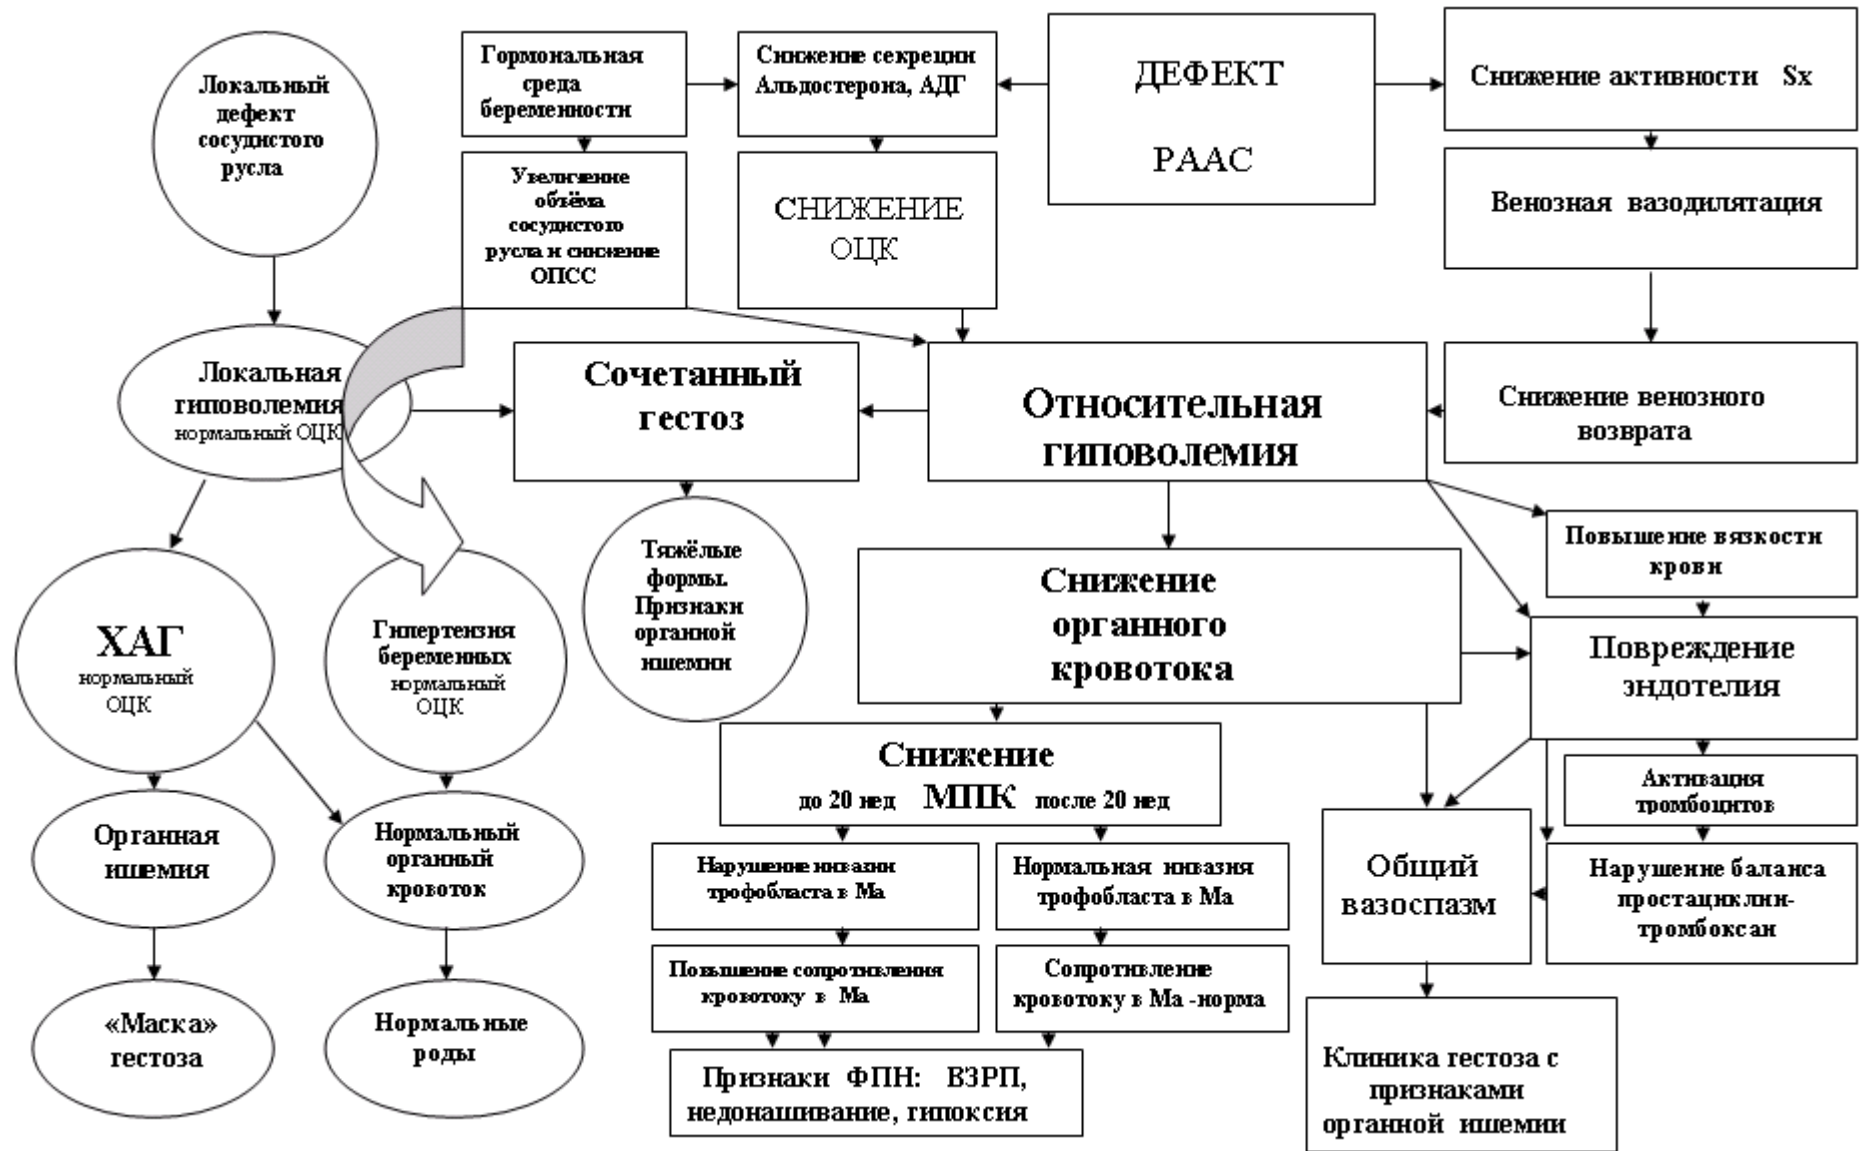 Локальный
дефект
сосудистого
русла
Гормональная
среда
беременности
Снижение секреции
Альдостерона, АДГ
ДЕФЕКТ
РААС
Снижение активности Sx
Увеличение
объёма
сосудистого
русла и снижение
ОПСС
СНИЖЕНИЕ
ОЦК
Венозная вазодилятация
Локальная
гиповолемия
нормальный ОЦК
Сочетанный
гестоз
Относительная
гиповолемия
Снижение венозного
возврата
ХАГ
нормальный
ОЦК
Гипертензия
беременных
нормальный
ОЦК
Тяжёлые
формы.
Признаки
органной
ишемии
Снижение
органного
кровотока
Повышение вязкости
крови
Повреждение
эндотелия
Снижение
до 20 нед МПК после 20 нед
Активация
тромбоцитов
Органная
ишемия
Нормальный
органный
кровоток
Нарушение инвазии
трофобласта в Ма
Нормальная инвазия
трофобласта в Ма
Общий
вазоспазм
Нарушение баланса
простациклин-
тромбоксан
«Маска»
гестоза
Нормальные
роды
Повышение сопротивления
кровотоку в Ма
Сопротивление
кровотоку в Ма -норма
Признаки ФПН: ВЗРП,
недонашивание, гипоксия
Клиника гестоза с
признаками
органной ишемии